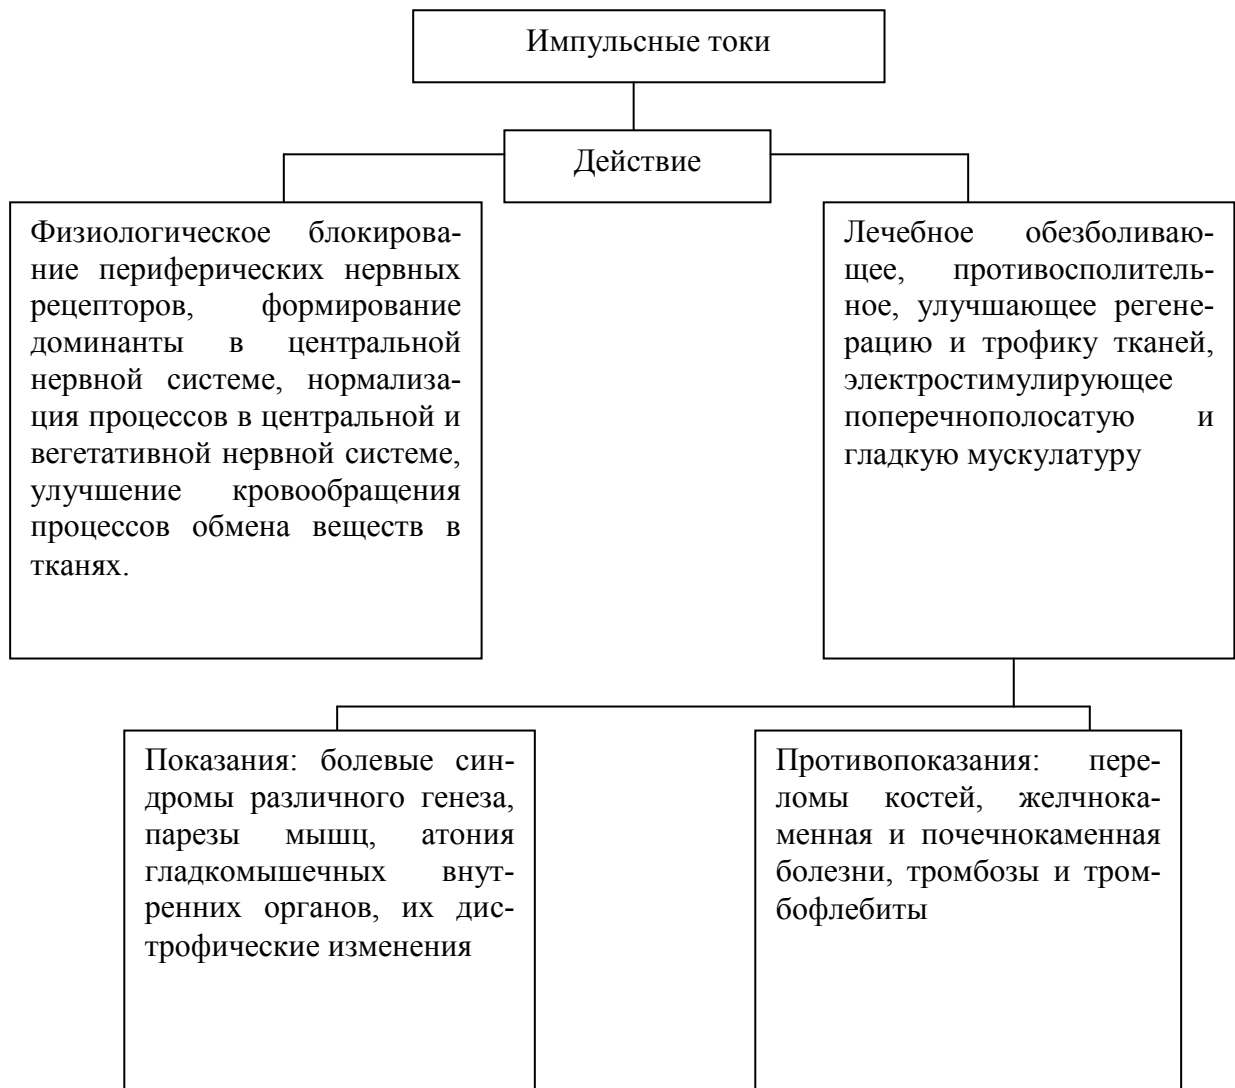 Импульсные токи
Действие
Физиологическое блокирова-
ние периферических нервных
рецепторов, формирование
доминанты в центральной
нервной системе, нормализа-
ция процессов в центральной и
вегетативной нервной системе,
улучшение кровообращения
процессов обмена веществ в
тканях.
Лечебное обезболиваю-
щее, противосполитель-
ное, улучшающее регене-
рацию и трофику тканей,
электростимулирующее
поперечнополосатую и
гладкую мускулатуру
Показания: болевые син-
дромы различного генеза,
парезы мышц, атония
гладкомышечных внут-
ренних органов, их дис-
трофические изменения
Противопоказания: пере-
ломы костей, желчнока-
менная и почечнокаменная
болезни, тромбозы и тром-
бофлебиты